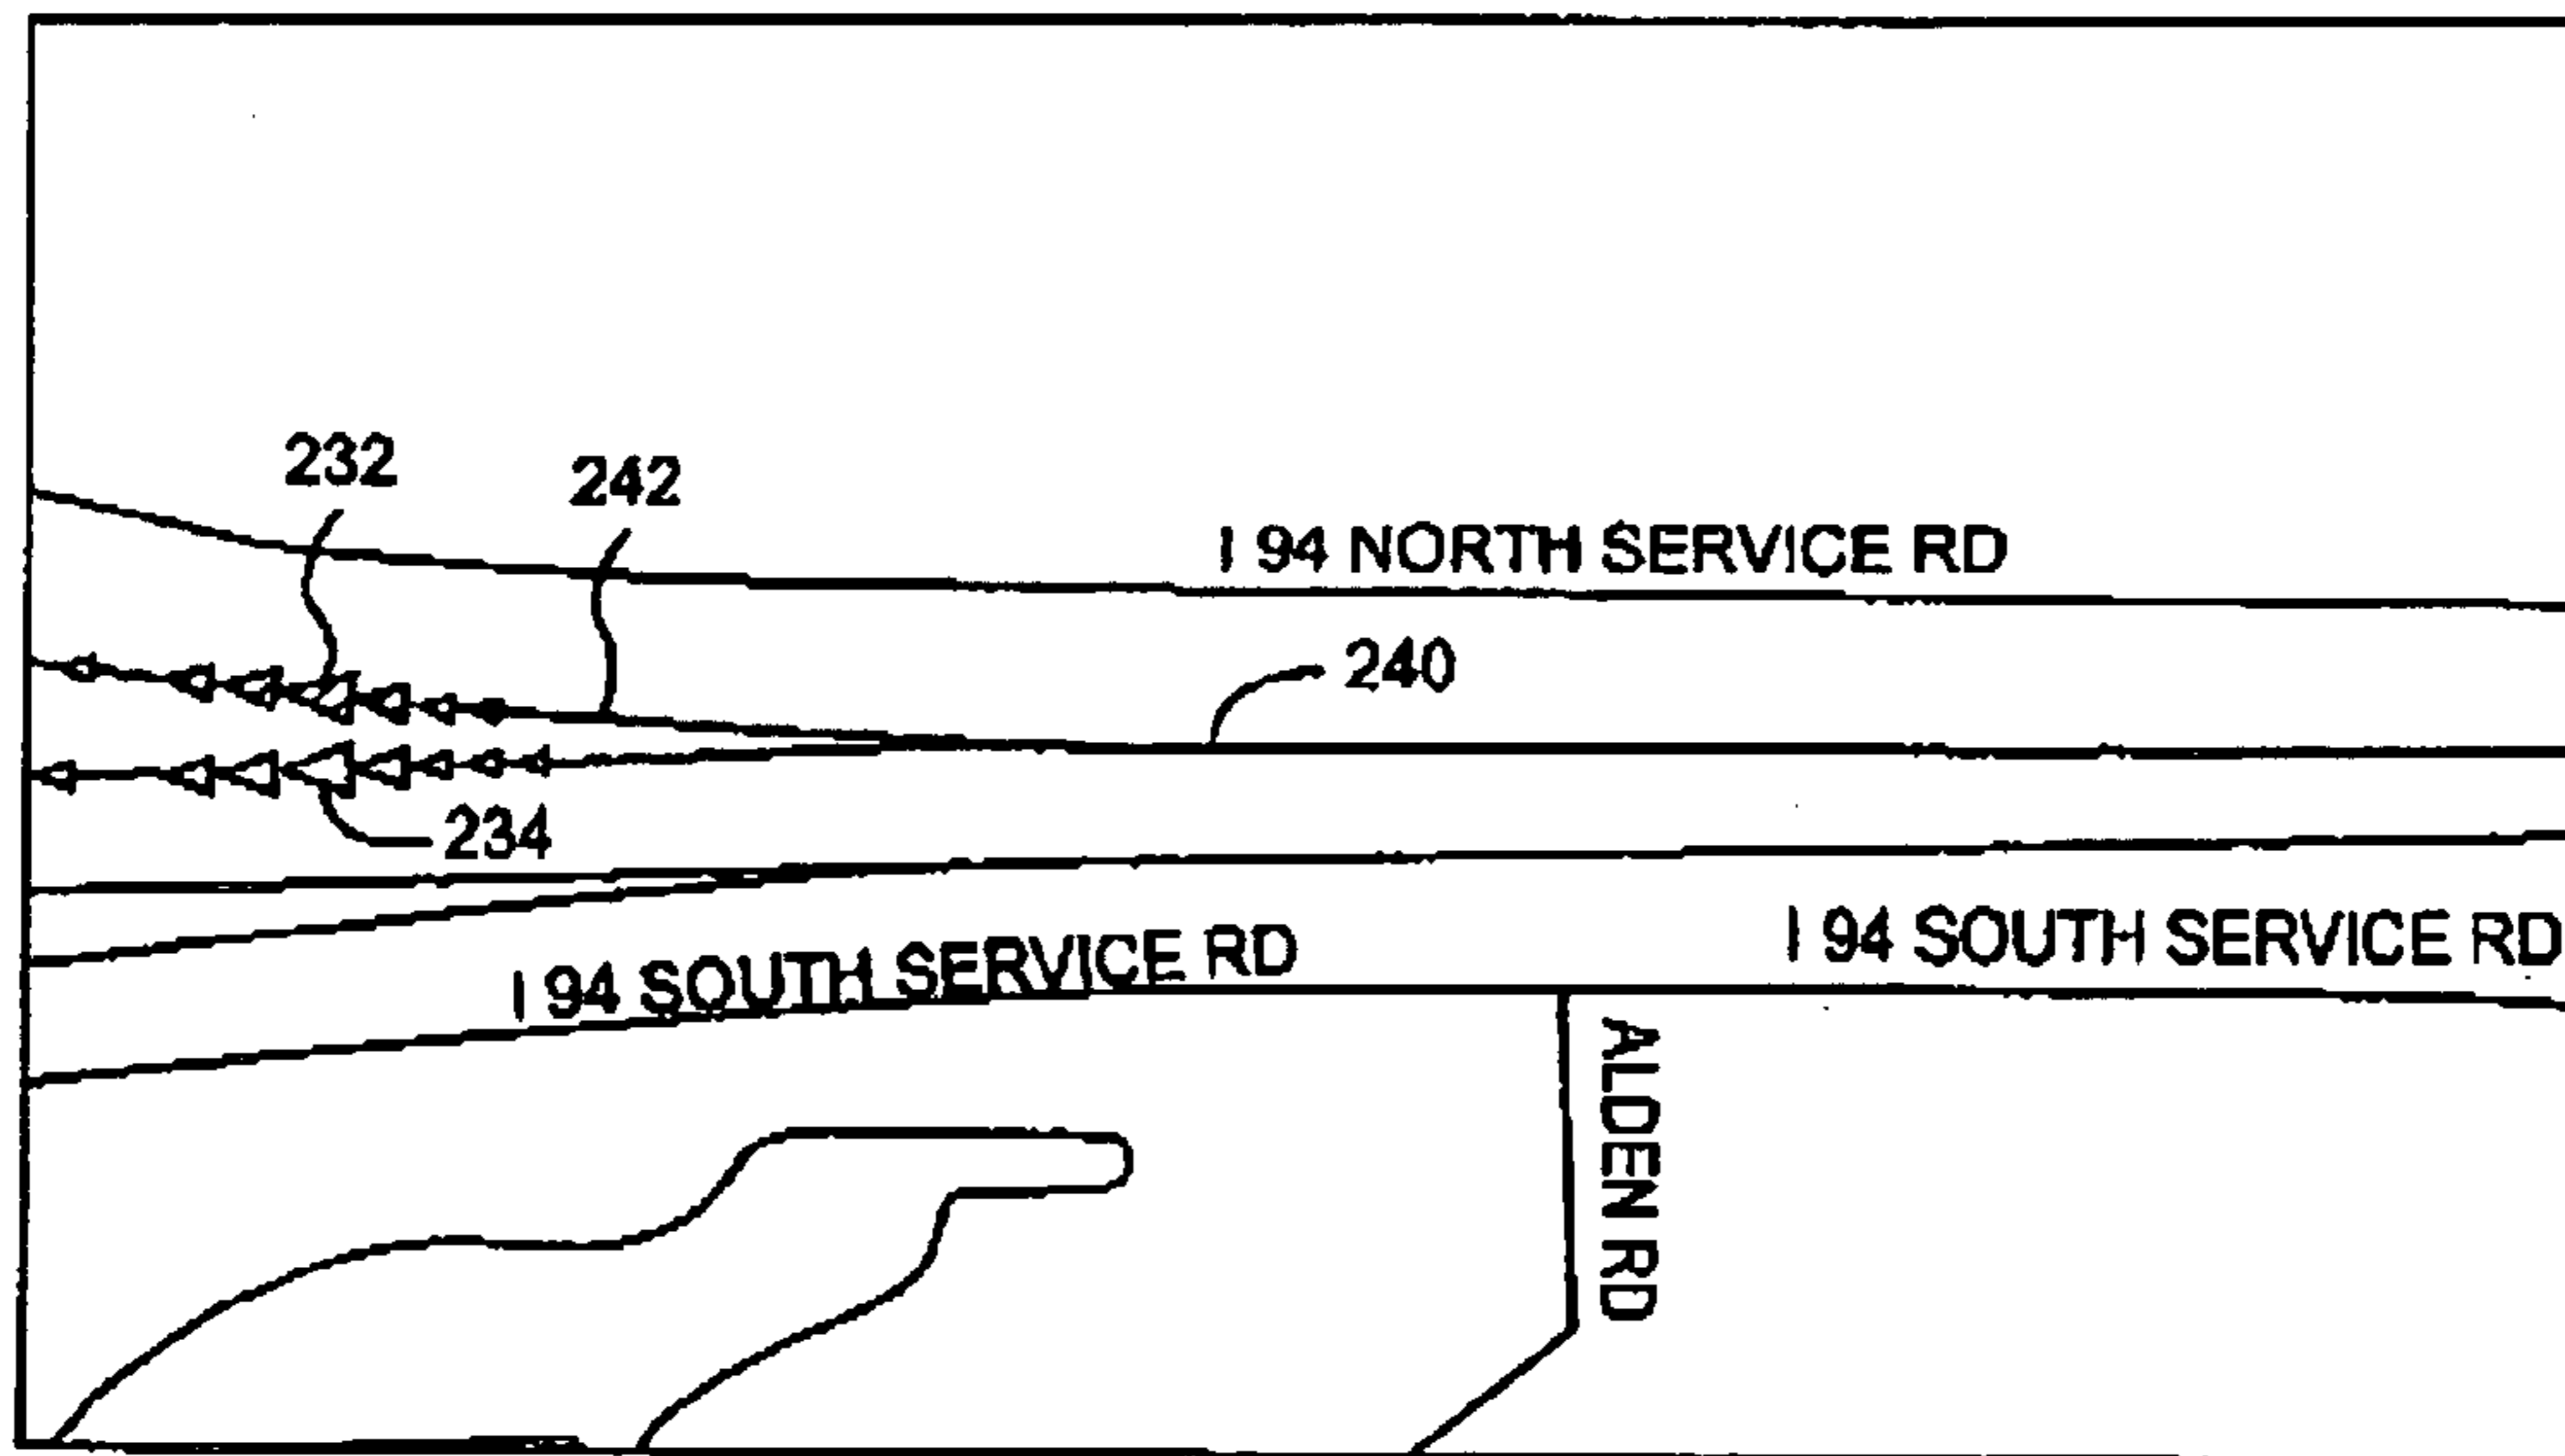 232
242
I 94 NORTH SERVICE RD
240
234
I 94 SOUTH SERVICE RD
I 94 SOUTH SERVICE RD
ALDEN RD